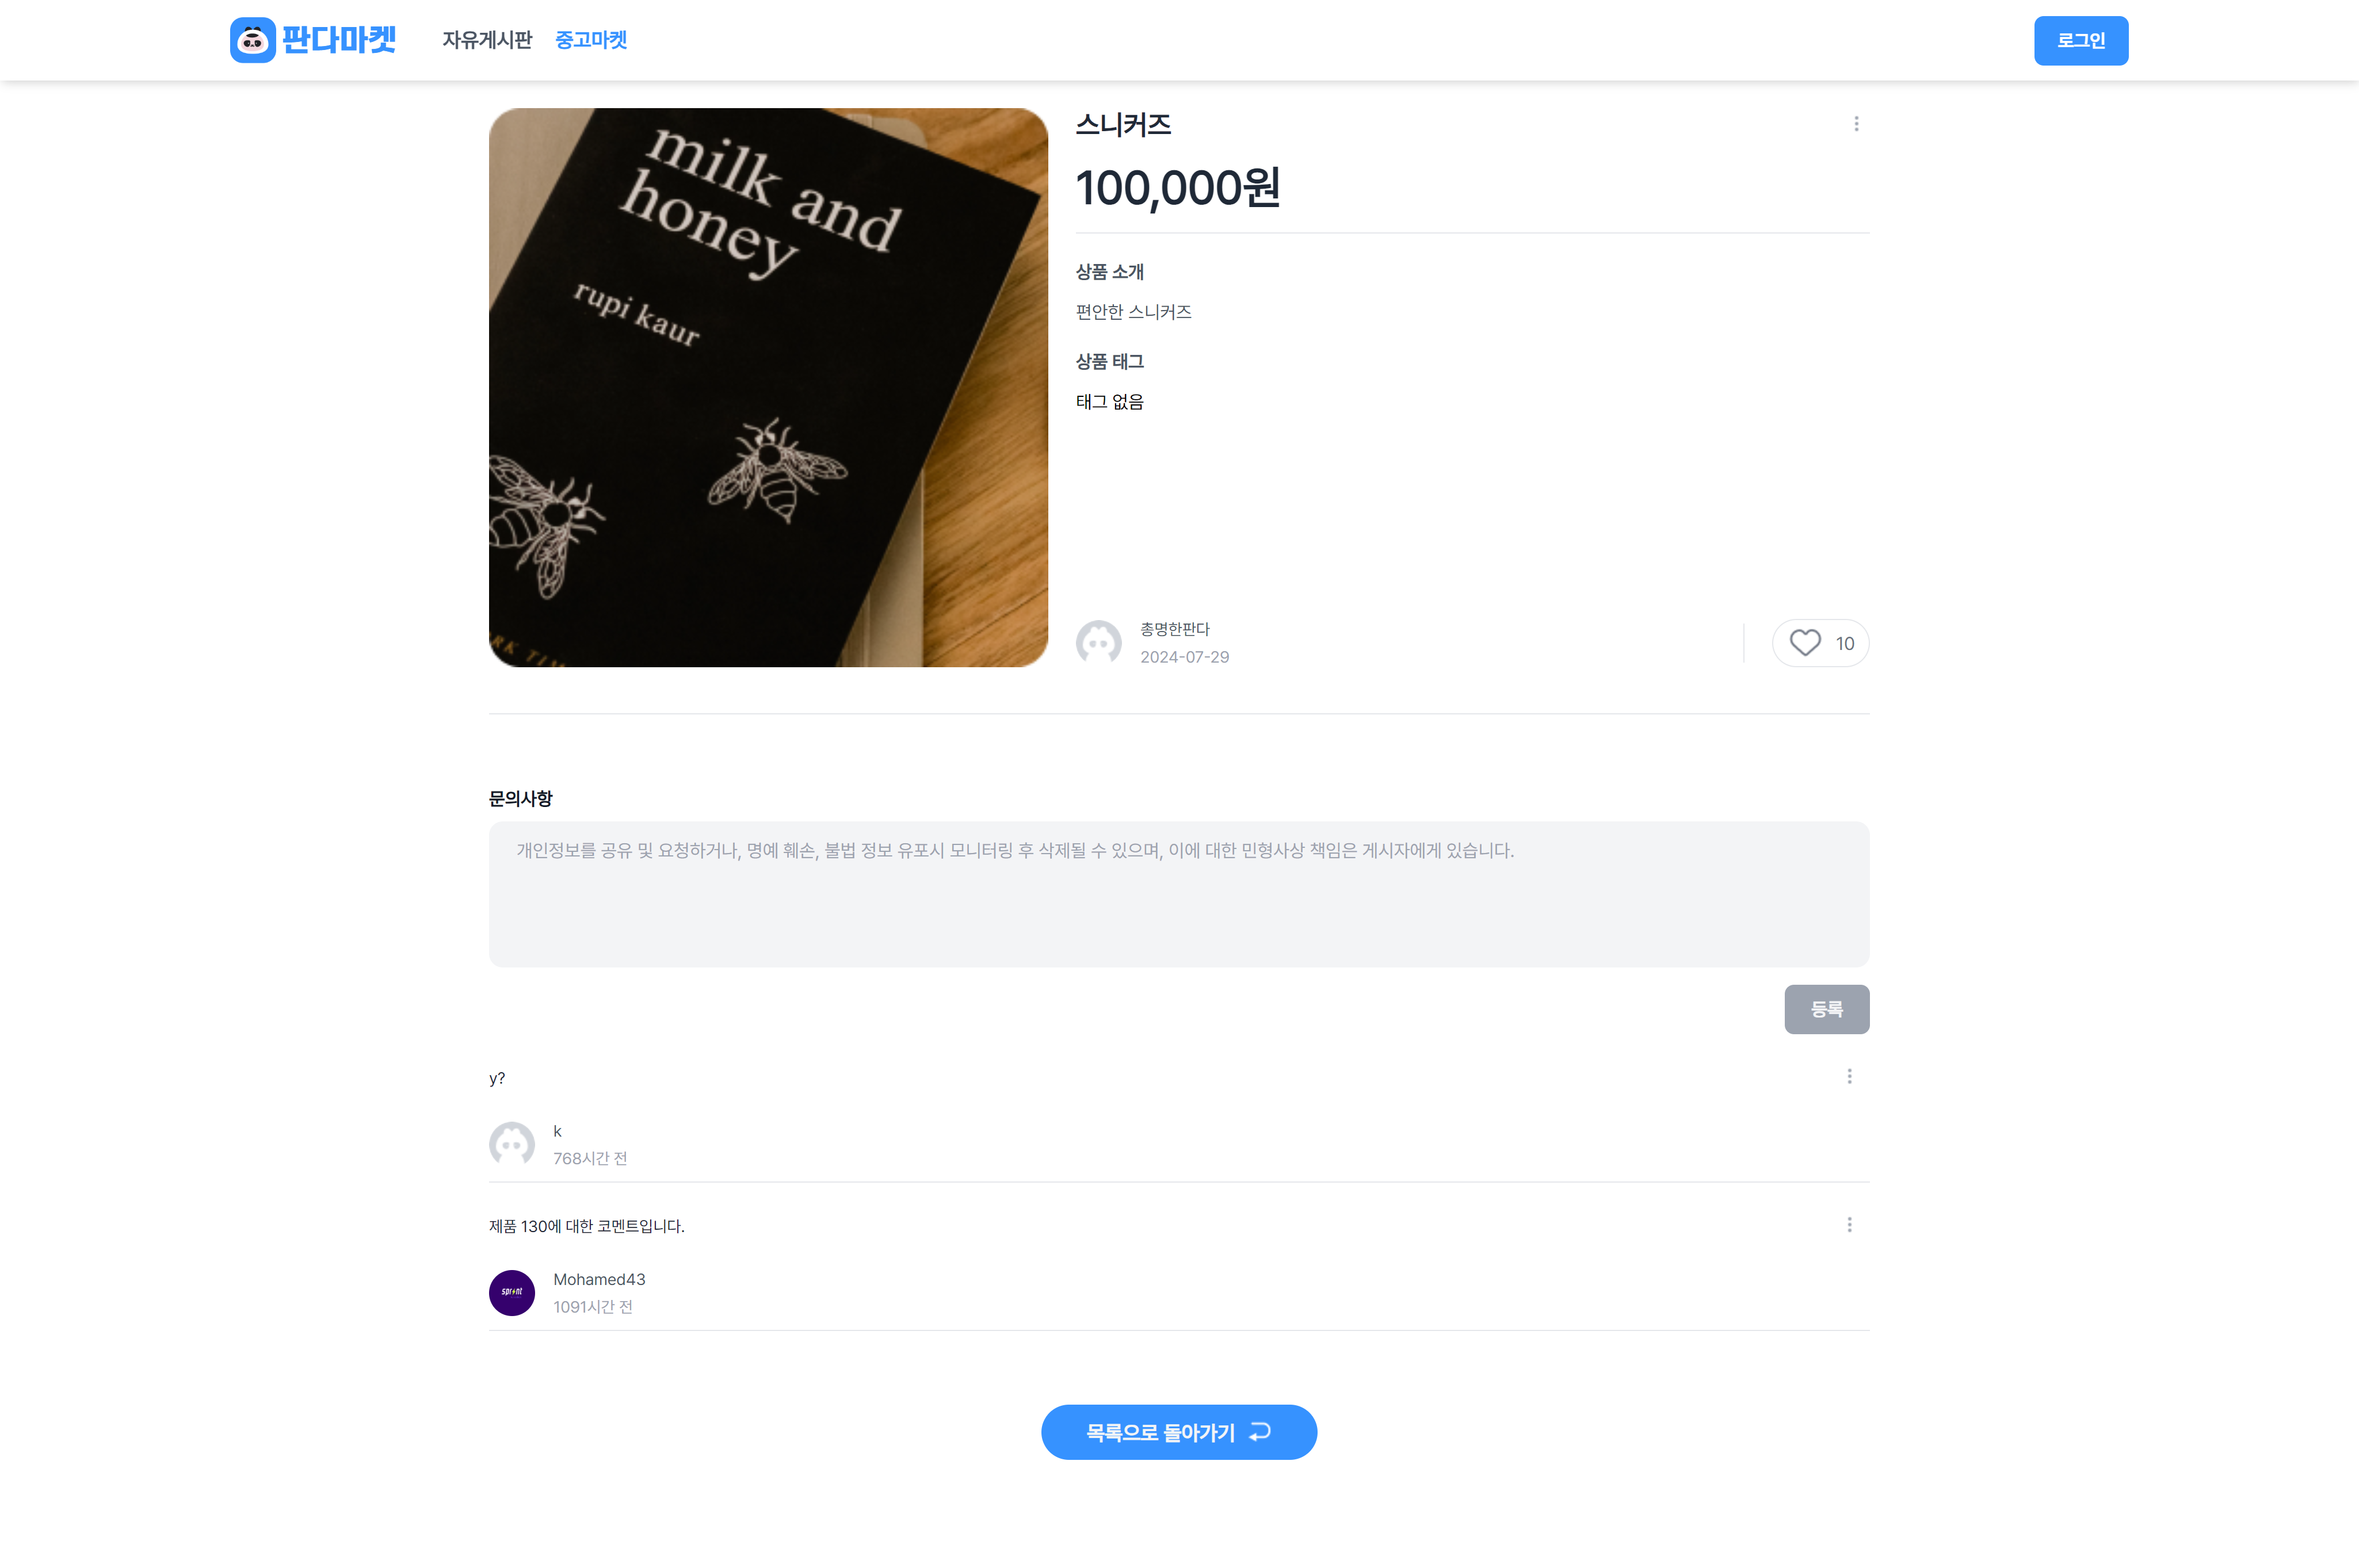 판다마켓
자유게시판
중고마켓
로그인
milk and
honey
rupi kaur
RK TIM
스니커즈
100,000원
상품 소개
편안한 스니커즈
상품 태그
태그 없음
총명한판다
2024-07-29
10
문의사항
개인정보를 공유 및 요청하거나, 명예 훼손, 불법 정보 유포시 모니터링 후 삭제될 수 있으며, 이에 대한 민형사상 책임은 게시자에게 있습니다.
등록
y?
k
768시간 전
제품 130에 대한 코멘트입니다.
sprint
Mohamed43
1091시간 전
목록으로 돌아가기